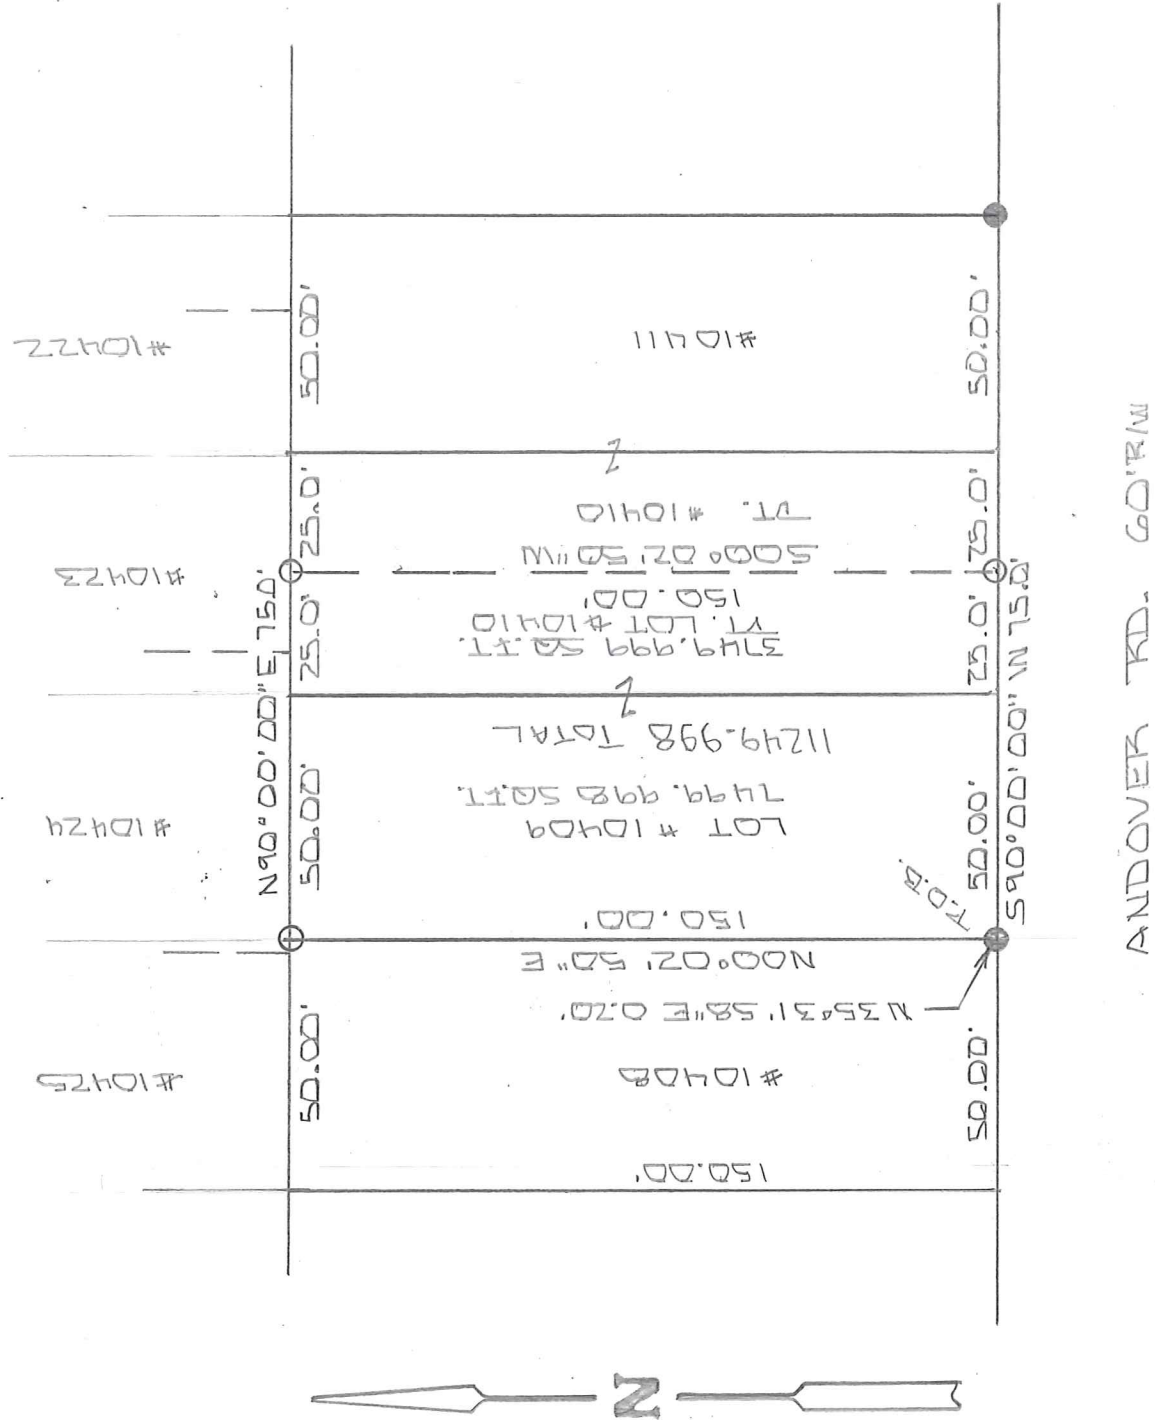 #10422
50.00'
#10411
50.00'
#10423
25.0'
PT. #10410
25.0'
S00°02'50"W
150.00'
N90°00'00"E 75.0'
25.0'
PT. LOT #10410
3749.999 SQ.FT.
25.0'
S90°00'00"W 75.0'
#10424
50.00'
LOT #10409
7499.998 SQ.FT.
11249.998 TOTAL
50.00'
P.O.B.
150.00'
N00°02'50"E
N35°31'58"E 0.20'
#10425
50.00'
#10408
50.00'
150.00'
ANDOVER RD. 60'R/W
N